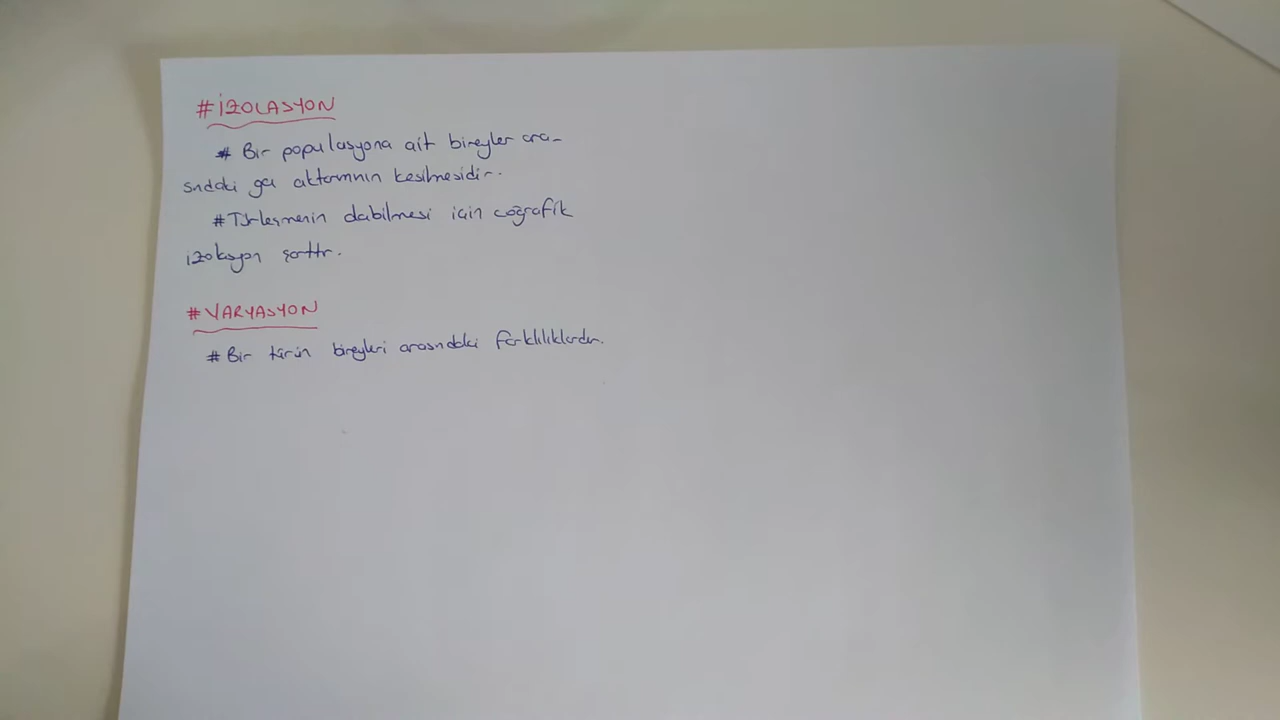 #İZOLASYON
# Bir populasyona ait bireyler ara-
sındaki gen aktarımının kesilmesidir.
#Türleşmenin olabilmesi için coğrafik
izolasyon şarttır.
#VARYASYON
#Bir türün bireyleri arasındaki farklılıklardır.